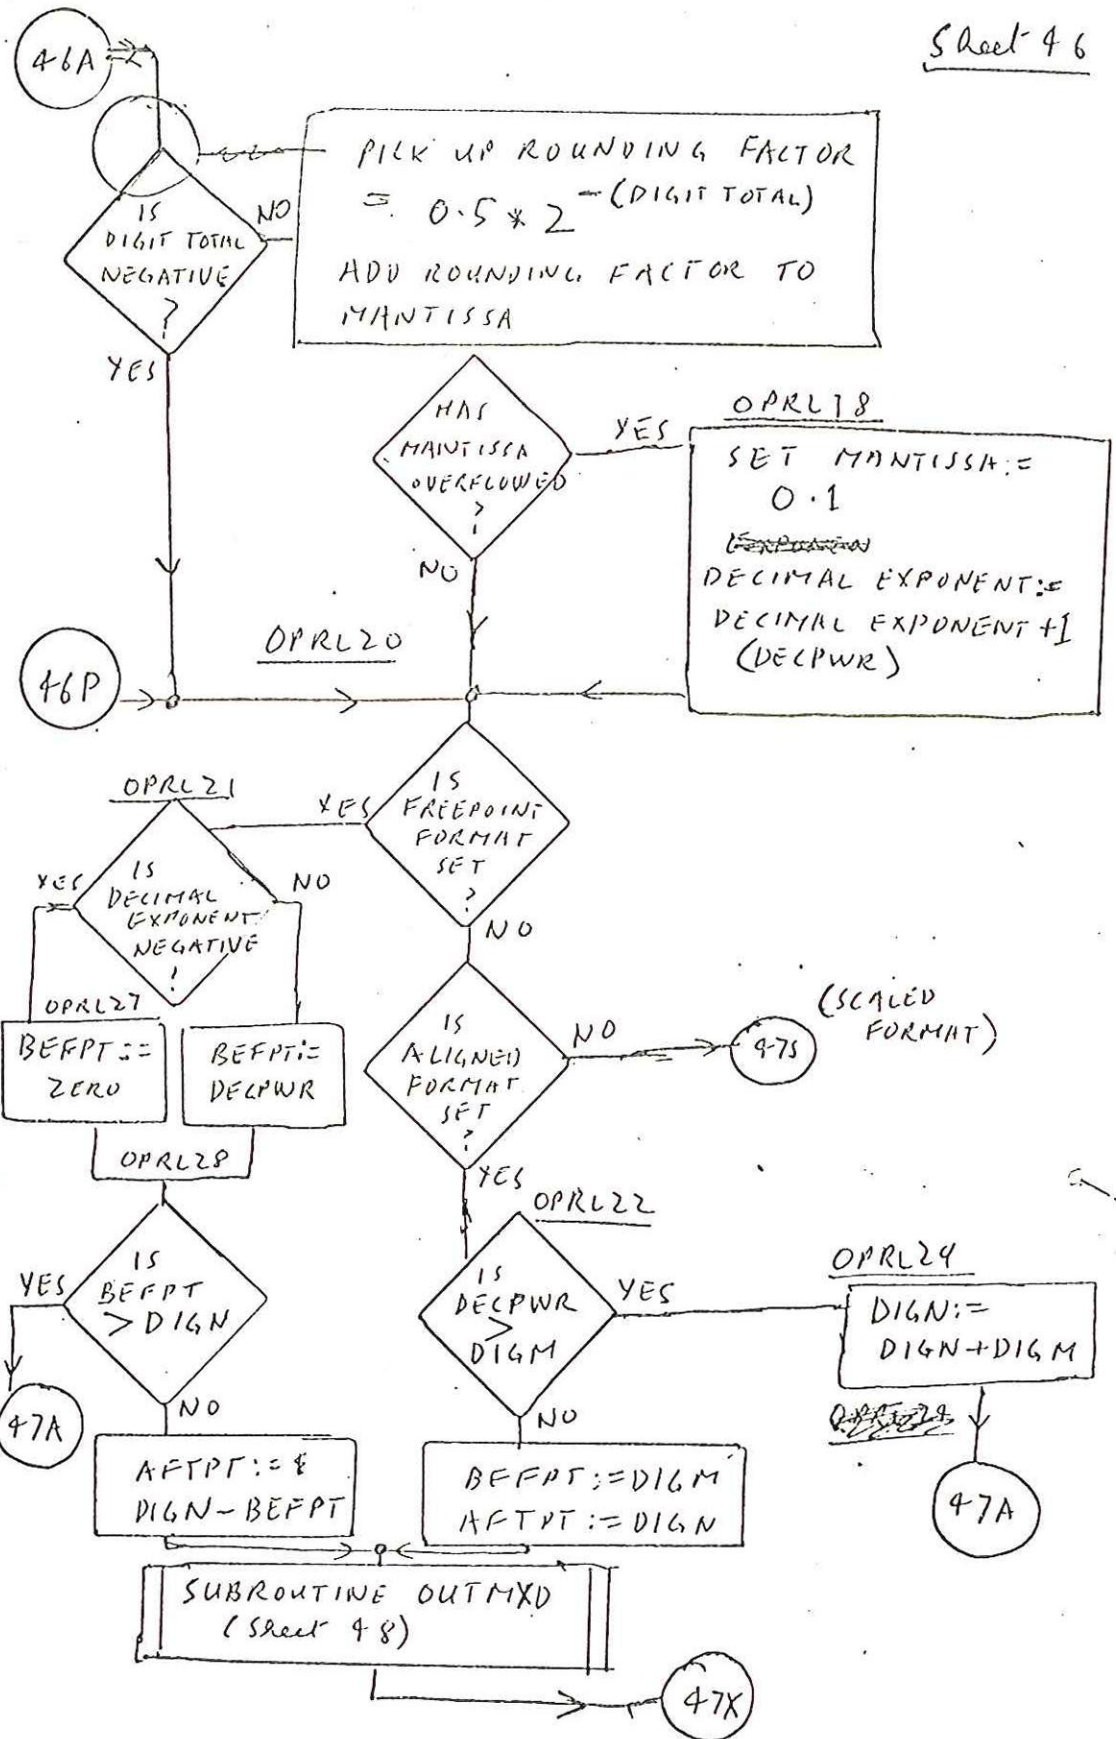 Sheet 46
46A
PICK UP ROUNDING FACTOR
= 0.5 * 2 -(DIGIT TOTAL)
ADD ROUNDING FACTOR TO
MANTISSA
IS
DIGIT TOTAL
NEGATIVE
?
NO
YES
HAS
MANTISSA
OVERFLOWED
?
YES
NO
OPRL18
SET MANTISSA:=
0.1
DECIMAL EXPONENT:=
DECIMAL EXPONENT+1
(DECPWR)
OPRL20
46P
IS
FREEPOINT
FORMAT
SET
?
YES
NO
OPRL21
IS
DECIMAL
EXPONENT
NEGATIVE
?
YES
NO
OPRL27
BEFPT:=
ZERO
BEFPT:=
DECPWR
OPRL28
IS
ALIGNED
FORMAT
SET
?
NO
YES
47S
(SCALED
FORMAT)
IS
BEFPT
> DIGN
YES
NO
47A
OPRL22
IS
DECPWR
>
DIGM
YES
NO
OPRL24
DIGN:=
DIGN+DIGM
47A
AFTPT:=
DIGN-BEFPT
BEFPT:=DIGM
AFTPT:=DIGN
SUBROUTINE OUTMXD
(Sheet 48)
47X